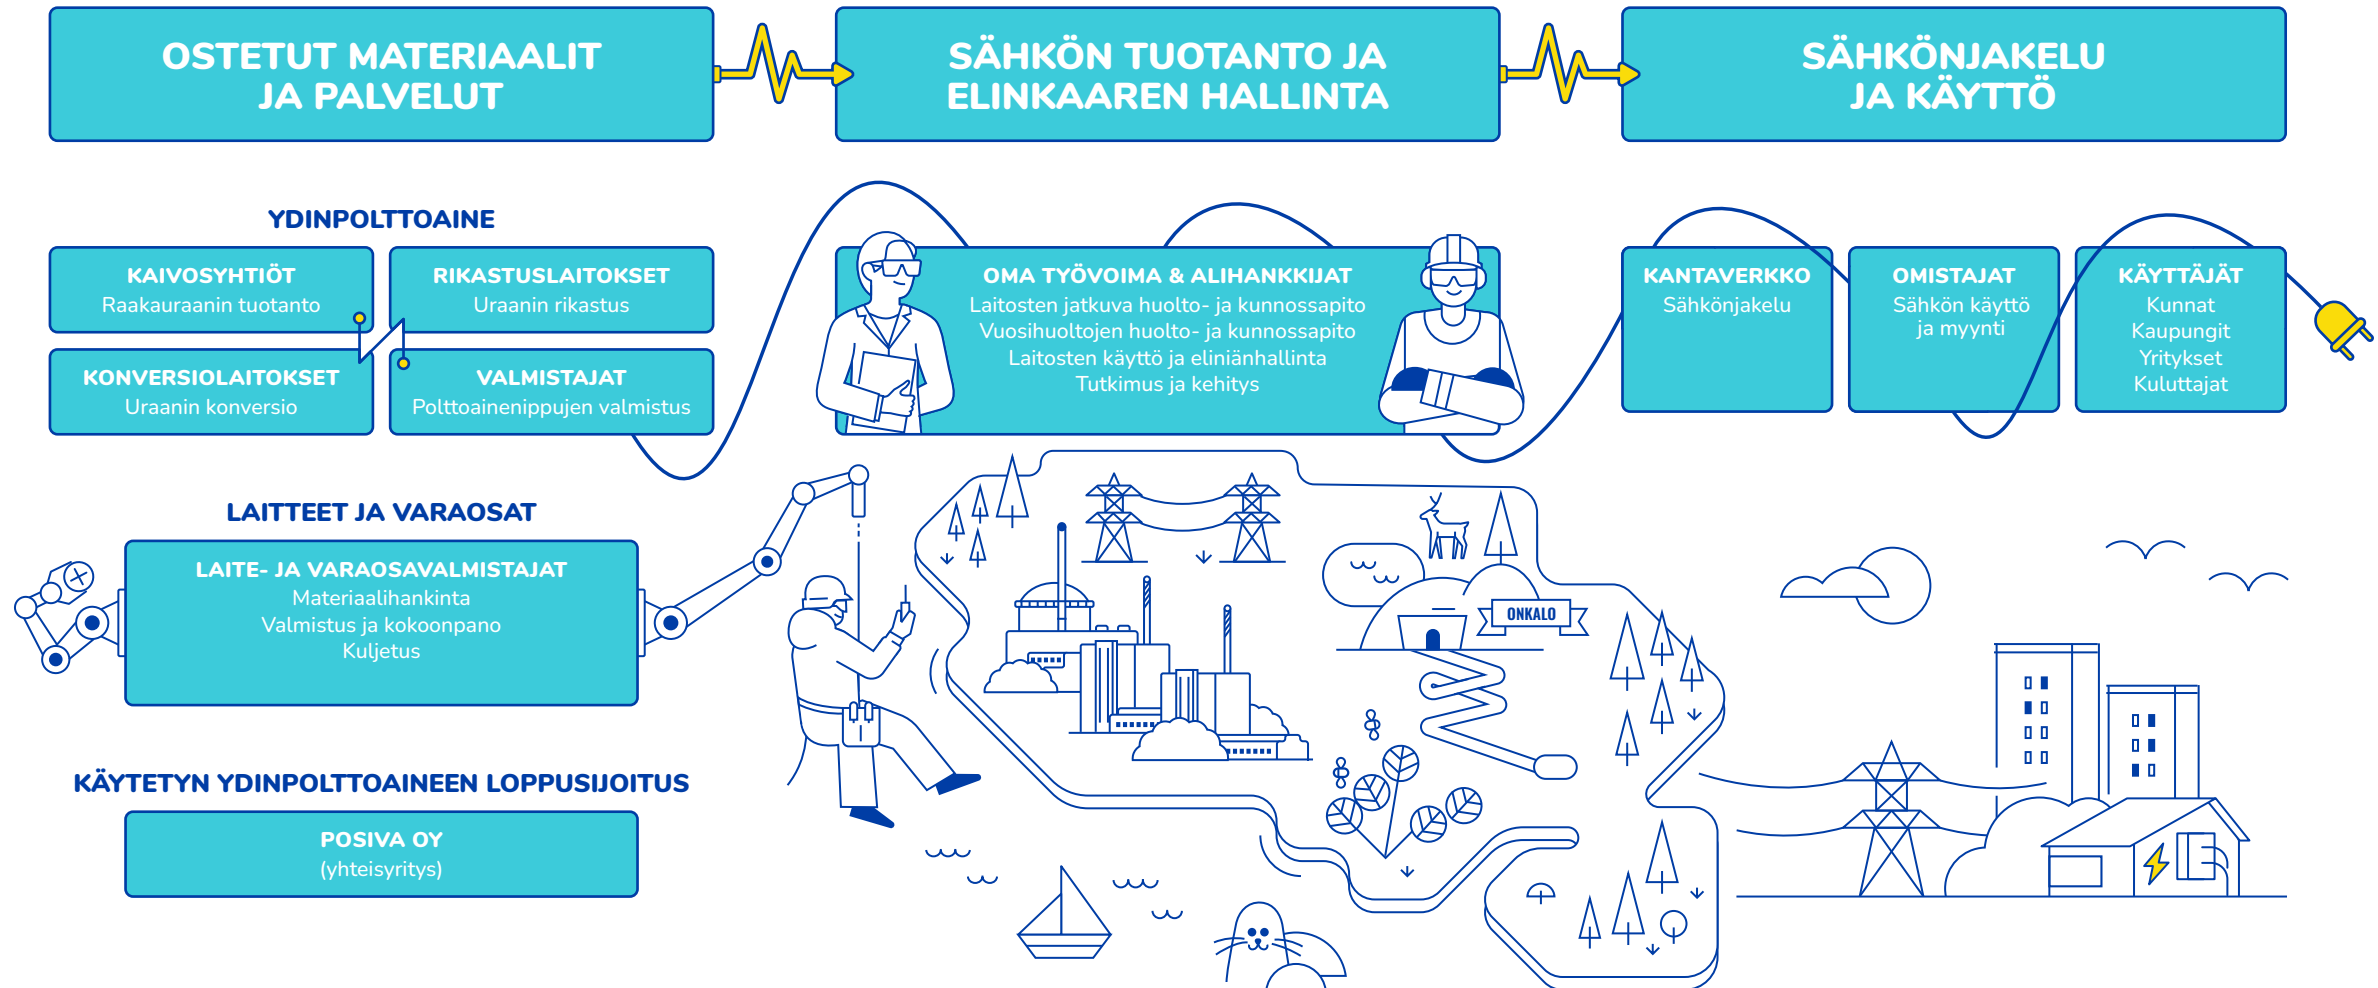 OSTETUT MATERIAALIT
JA PALVELUT
SÄHKÖN TUOTANTO JA
ELINKAAREN HALLINTA
SÄHKÖNJAKELU
JA KÄYTTÖ
YDINPOLTTOAINE
KAIVOSYHTIÖT
Raakauraanin tuotanto
RIKASTUSLAITOKSET
Uraanin rikastus
KONVERSIOLAITOKSET
Uraanin konversio
VALMISTAJAT
Polttoainenippujen valmistus
LAITTEET JA VARAOSAT
LAITE- JA VARAOSAVALMISTAJAT
Materiaalihankinta
Valmistus ja kokoonpano
Kuljetus
KÄYTETYN YDINPOLTTOAINEEN LOPPUSIJOITUS
POSIVA OY
(yhteisyritys)
OMA TYÖVOIMA & ALIHANKKIJAT
Laitosten jatkuva huolto- ja kunnossapito
Vuosihuoltojen huolto- ja kunnossapito
Laitosten käyttö ja eliniänhallinta
Tutkimus ja kehitys
ONKALO
KANTAVERKKO
Sähkönjakelu
OMISTAJAT
Sähkön käyttö
ja myynti
KÄYTTÄJÄT
Kunnat
Kaupungit
Yritykset
Kuluttajat